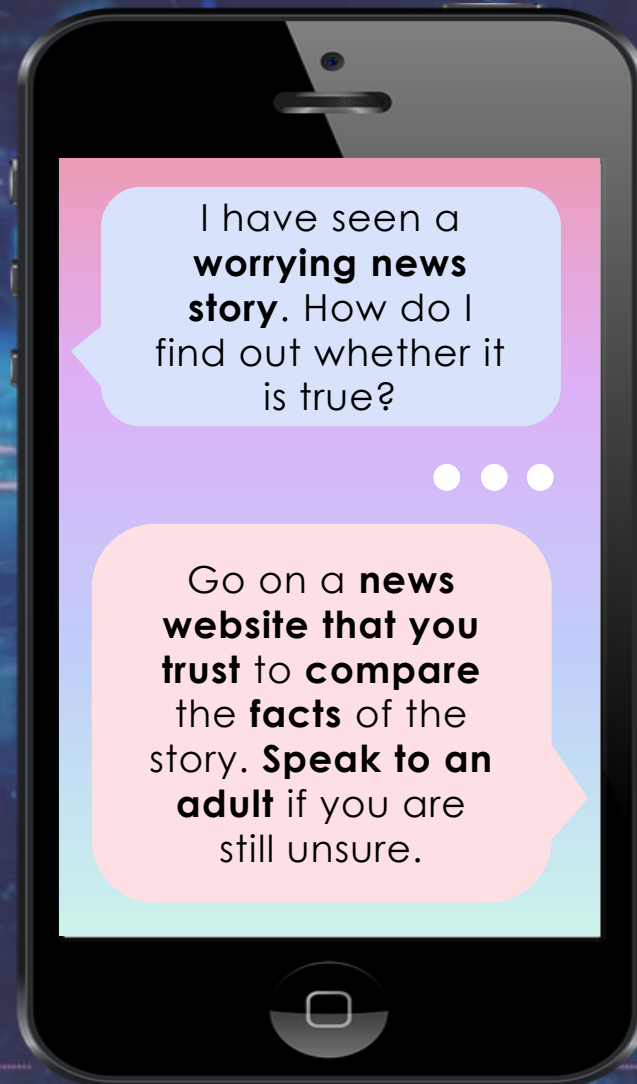 I have seen a
worrying news
story. How do I
find out whether it
is true?
Go on a news
website that you
trust to compare
the facts of the
story. Speak to an
adult if you are
still unsure.